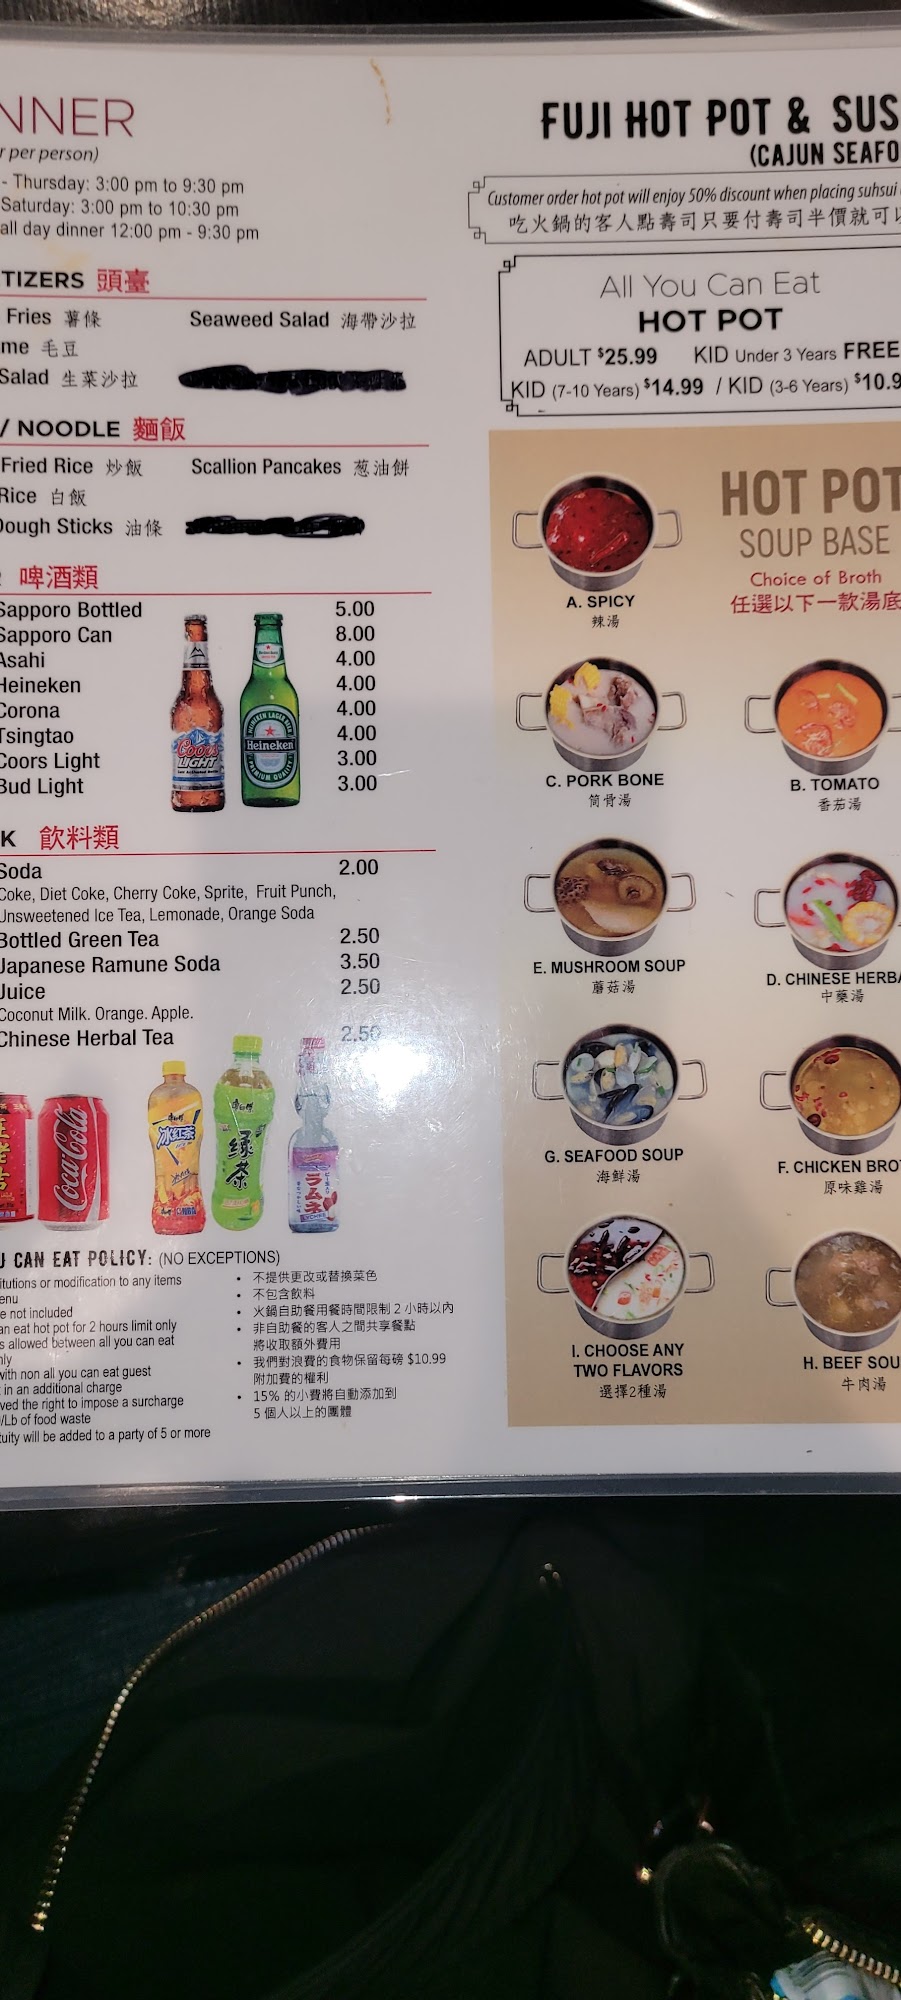 NNER
r per person)
- Thursday: 3:00 pm to 9:30 pm
Saturday: 3:00 pm to 10:30 pm
all day dinner 12:00 pm - 9:30 pm
TIZERS 頭臺
Fries 薯條
Seaweed Salad 海帶沙拉
me 毛豆
Salad 生菜沙拉
/ NOODLE 麵飯
Fried Rice 炒飯
Scallion Pancakes 葱油餅
Rice 白飯
Dough Sticks 油條
啤酒類
Sapporo Bottled 5.00
Sapporo Can 8.00
Asahi 4.00
Heineken 4.00
Corona 4.00
Tsingtao 4.00
Coors Light 3.00
Bud Light 3.00
Coors
LIGHT
Heineken
K 飲料類
Soda 2.00
Coke, Diet Coke, Cherry Coke, Sprite, Fruit Punch,
Unsweetened Ice Tea, Lemonade, Orange Soda
Bottled Green Tea 2.50
Japanese Ramune Soda 3.50
Juice 2.50
Coconut Milk. Orange. Apple.
Chinese Herbal Tea 2.50
Coca-Cola
冰红茶
绿茶
ラムネ
U CAN EAT POLICY: (NO EXCEPTIONS)
itutions or modification to any items
enu
e not included
an eat hot pot for 2 hours limit only
s allowed between all you can eat
nly
with non all you can eat guest
t in an additional charge
ved the right to impose a surcharge
/Lb of food waste
tuity will be added to a party of 5 or more
• 不提供更改或替換菜色
• 不包含飲料
• 火鍋自助餐用餐時間限制 2 小時以內
• 非自助餐的客人之間共享餐點
將收取額外費用
• 我們對浪費的食物保留每磅 $10.99
附加費的權利
• 15% 的小費將自動添加到
5 個人以上的團體
FUJI HOT POT & SUS
(CAJUN SEAFO
Customer order hot pot will enjoy 50% discount when placing suhsui
吃火鍋的客人點壽司只要付壽司半價就可以
All You Can Eat
HOT POT
ADULT $25.99 KID Under 3 Years FREE
KID (7-10 Years) $14.99 / KID (3-6 Years) $10.9
HOT POT
SOUP BASE
Choice of Broth
任選以下一款湯底
A. SPICY
辣湯
C. PORK BONE
筒骨湯
B. TOMATO
番茄湯
E. MUSHROOM SOUP
蘑菇湯
D. CHINESE HERBA
中藥湯
G. SEAFOOD SOUP
海鮮湯
F. CHICKEN BRO
原味雞湯
I. CHOOSE ANY
TWO FLAVORS
選擇2種湯
H. BEEF SOU
牛肉湯